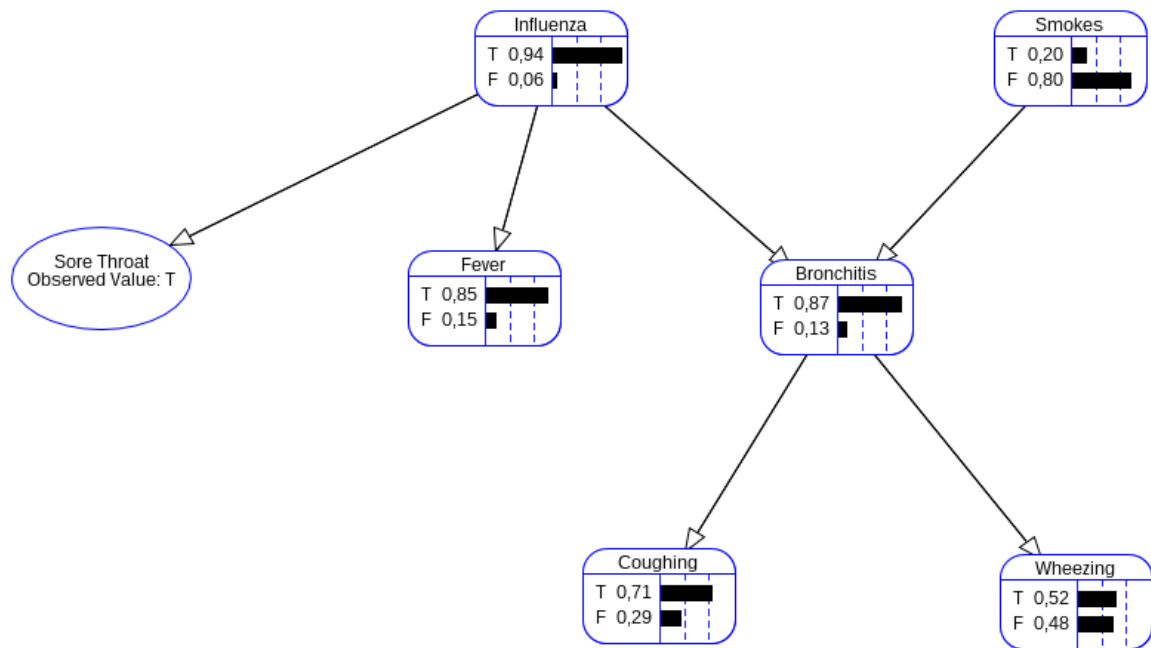 Influenza
T 0,94
F 0,06
Smokes
T 0,20
F 0,80
Sore Throat
Observed Value: T
Fever
T 0,85
F 0,15
Bronchitis
T 0,87
F 0,13
Coughing
T 0,71
F 0,29
Wheezing
T 0,52
F 0,48